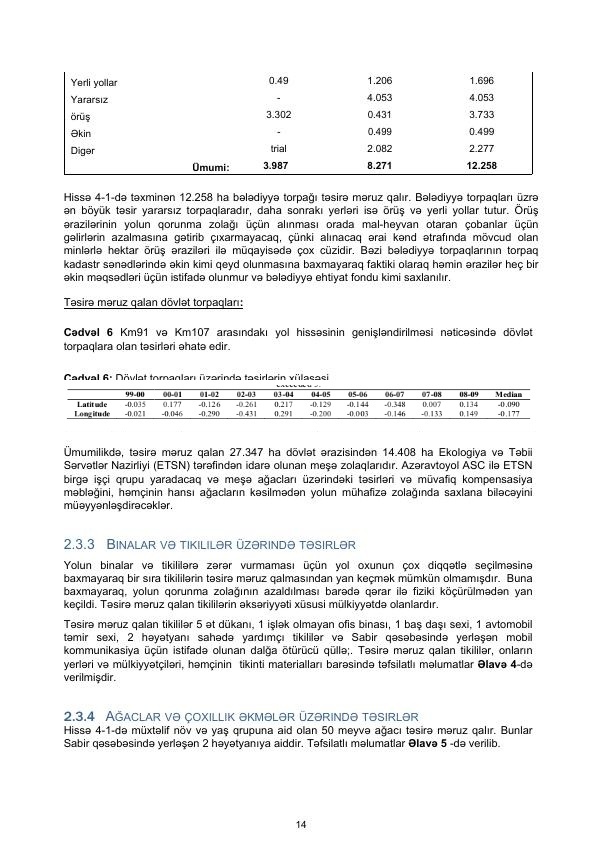 Yerli yollar 0.49 1.206 1.696
Yararsız - 4.053 4.053
örüş 3.302 0.431 3.733
Əkin - 0.499 0.499
Digər trial 2.082 2.277
Ümumi: 3.987 8.271 12.258
Hissə 4-1-də təxminən 12.258 ha bələdiyyə torpağı təsirə məruz qalır. Bələdiyyə torpaqları üzrə
ən böyük təsir yararsız torpaqlaradır, daha sonrakı yerləri isə örüş və yerli yollar tutur. Örüş
ərazilərinin yolun qorunma zolağı üçün alınması orada mal-heyvan otaran çobanlar üçün
gəlirlərin azalmasına gətirib çıxarmayacaq, çünki alınacaq ərai kənd ətrafında mövcud olan
minlərlə hektar örüş əraziləri ilə müqayisədə çox cüzidir. Bəzi bələdiyyə torpaqlarının torpaq
kadastr sənədlərində əkin kimi qeyd olunmasına baxmayaraq faktiki olaraq həmin ərazilər heç bir
əkin məqsədləri üçün istifadə olunmur və bələdiyyə ehtiyat fondu kimi saxlanılır.
Təsirə məruz qalan dövlət torpaqları:
Cədvəl 6 Km91 və Km107 arasındakı yol hissəsinin genişləndirilməsi nəticəsində dövlət
torpaqlara olan təsirləri əhatə edir.
Cədvəl 6: Dövlət torpaqları üzərində təsirlərin xülasəsi
99-00 00-01 01-02 02-03 03-04 04-05 05-06 06-07 07-08 08-09 Median
Latitude -0.035 0.177 -0.126 -0.261 0.217 -0.129 -0.144 -0.348 0.007 0.134 -0.090
Longitude -0.021 -0.046 -0.290 -0.431 0.291 -0.200 -0.003 -0.146 -0.133 0.149 -0.177
Ümumilikdə, təsirə məruz qalan 27.347 ha dövlət ərazisindən 14.408 ha Ekologiya və Təbii
Sərvətlər Nazirliyi (ETSN) tərəfindən idarə olunan meşə zolaqlarıdır. Azəravtoyol ASC ilə ETSN
birgə işçi qrupu yaradacaq və meşə ağacları üzərindəki təsirləri və müvafiq kompensasiya
məbləğini, həmçinin hansı ağacların kəsilmədən yolun mühafizə zolağında saxlana biləcəyini
müəyyənləşdirəcəklər.
2.3.3 BINALAR VƏ TIKILILƏR ÜZƏRINDƏ TƏSIRLƏR
Yolun binalar və tikililərə zərər vurmaması üçün yol oxunun çox diqqətlə seçilməsinə
baxmayaraq bir sıra tikililərin təsirə məruz qalmasından yan keçmək mümkün olmamışdır. Buna
baxmayaraq, yolun qorunma zolağının azaldılması barədə qərar ilə fiziki köçürülmədən yan
keçildi. Təsirə məruz qalan tikililərin əksəriyyəti xüsusi mülkiyyətdə olanlardır.
Təsirə məruz qalan tikililər 5 ət dükanı, 1 işlək olmayan ofis binası, 1 baş daşı sexi, 1 avtomobil
təmir sexi, 2 həyətyanı sahədə yardımçı tikililər və Sabir qəsəbəsində yerləşən mobil
kommunikasiya üçün istifadə olunan dalğa ötürücü qüllə;. Təsirə məruz qalan tikililər, onların
yerləri və mülkiyyətçiləri, həmçinin tikinti materialları barəsində təfsilatlı məlumatlar Əlavə 4-də
verilmişdir.
2.3.4 AĞACLAR VƏ ÇOXILLIK ƏKMƏLƏR ÜZƏRINDƏ TƏSIRLƏR
Hissə 4-1-də müxtəlif növ və yaş qrupuna aid olan 50 meyvə ağacı təsirə məruz qalır. Bunlar
Sabir qəsəbəsində yerləşən 2 həyətyanıya aiddir. Təfsilatlı məlumatlar Əlavə 5 -də verilib.
14